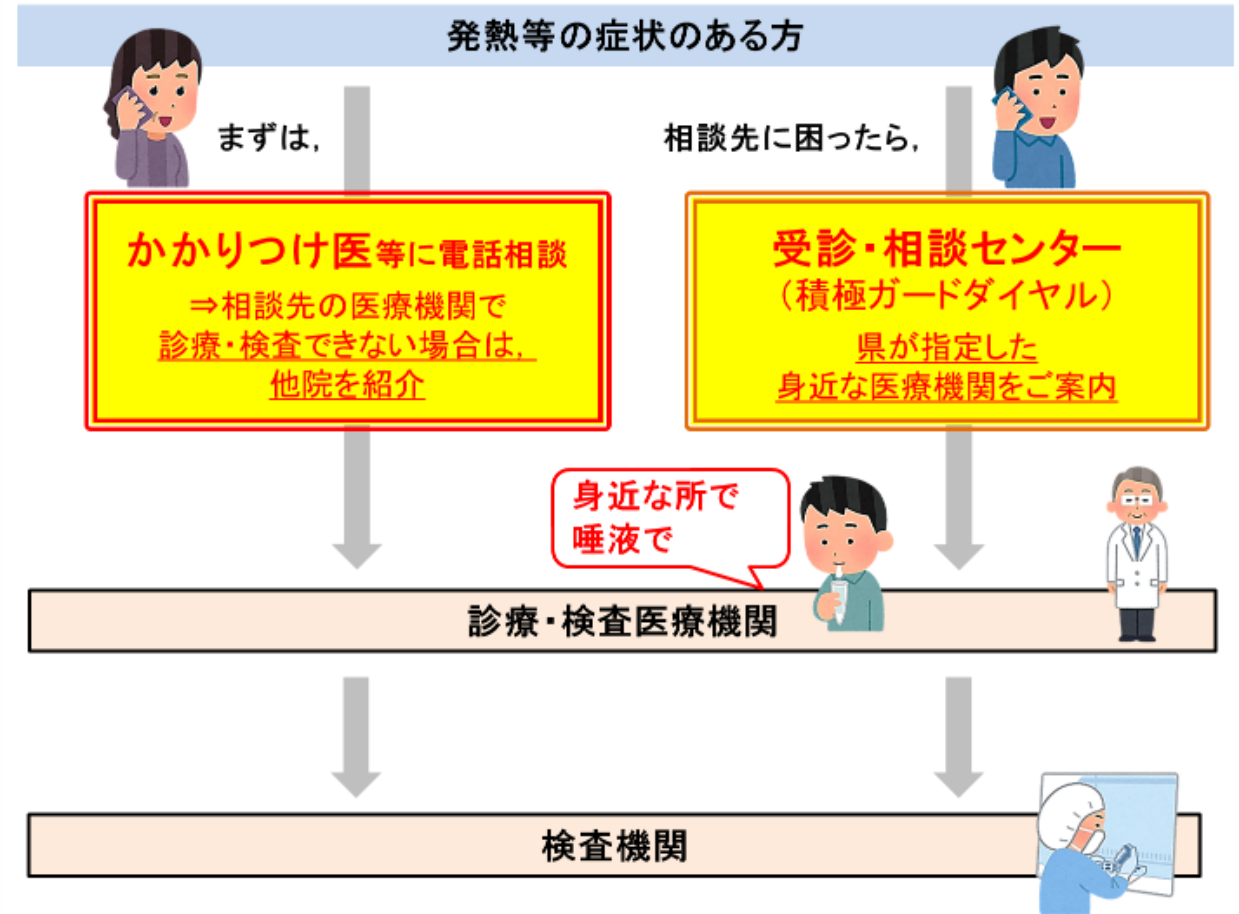 発熱等の症状のある方
まずは,
相談先に困ったら,
かかりつけ医等に電話相談
⇒相談先の医療機関で
診療・検査できない場合は,
他院を紹介
受診・相談センター
（積極ガードダイヤル）
県が指定した
身近な医療機関をご案内
身近な所で
唾液で
診療・検査医療機関
検査機関